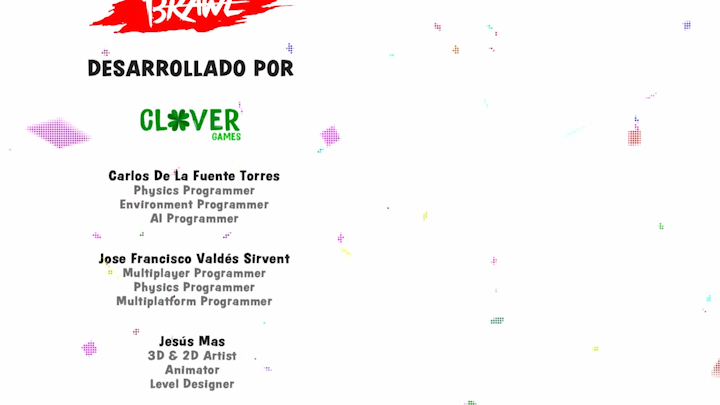 BRAWL
DESARROLLADO POR
CLOVER
GAMES
Carlos De La Fuente Torres
Physics Programmer
Environment Programmer
AI Programmer
Jose Francisco Valdés Sirvent
Multiplayer Programmer
Physics Programmer
Multiplatform Programmer
Jesús Mas
3D & 2D Artist
Animator
Level Designer